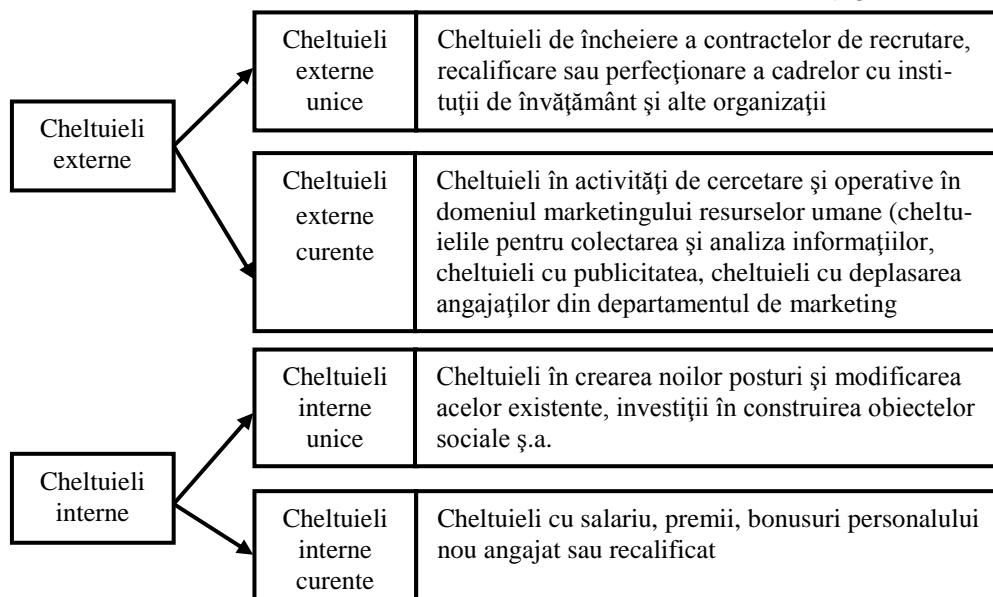 Cheltuieli
externe
Cheltuieli
externe
unice
Cheltuieli de încheiere a contractelor de recrutare,
recalificare sau perfecţionare a cadrelor cu insti-
tuţii de învăţământ şi alte organizaţii
Cheltuieli
externe
curente
Cheltuieli în activităţi de cercetare şi operative în
domeniul marketingului resurselor umane (cheltu-
ielile pentru colectarea şi analiza informaţiilor,
cheltuieli cu publicitatea, cheltuieli cu deplasarea
angajaţilor din departamentul de marketing
Cheltuieli
interne
Cheltuieli
interne
unice
Cheltuieli în crearea noilor posturi şi modificarea
acelor existente, investiţii în construirea obiectelor
sociale ş.a.
Cheltuieli
interne
curente
Cheltuieli cu salariu, premii, bonusuri personalului
nou angajat sau recalificat